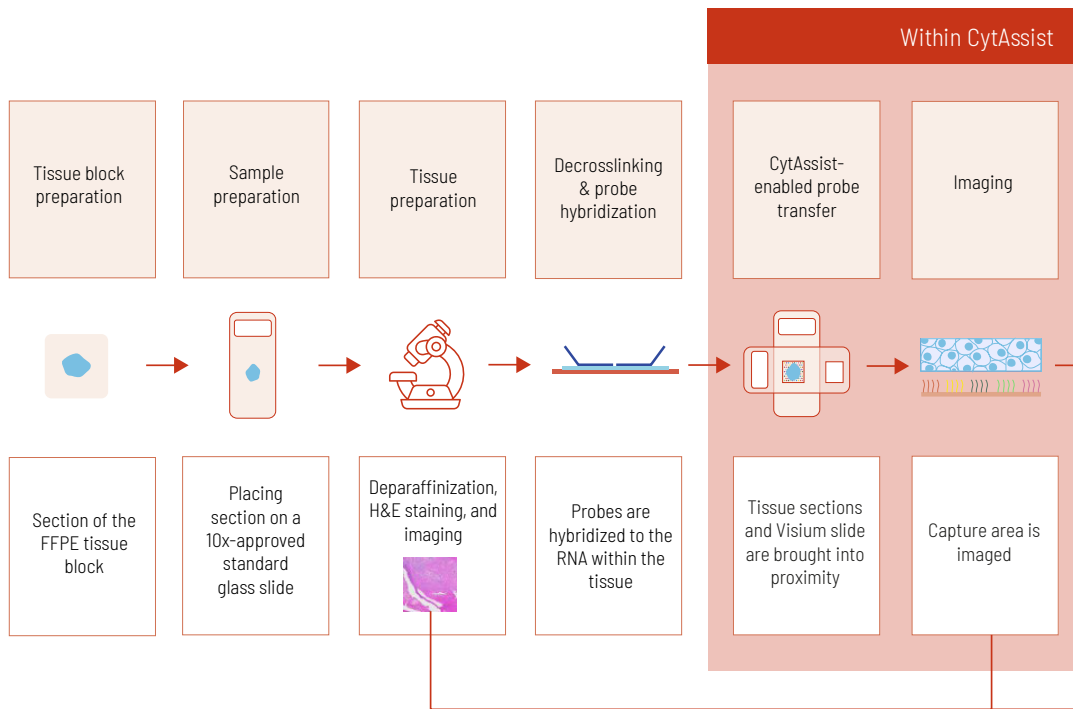 Within CytAssist
Tissue block
preparation
Sample
preparation
Tissue
preparation
Decrosslinking
& probe
hybridization
CytAssist-
enabled probe
transfer
Imaging
Section of the
FFPE tissue
block
Placing
section on a
10x-approved
standard
glass slide
Deparaffinization,
H&E staining, and
imaging
Probes are
hybridized to the
RNA within the
tissue
Tissue sections
and Visium slide
are brought into
proximity
Capture area is
imaged